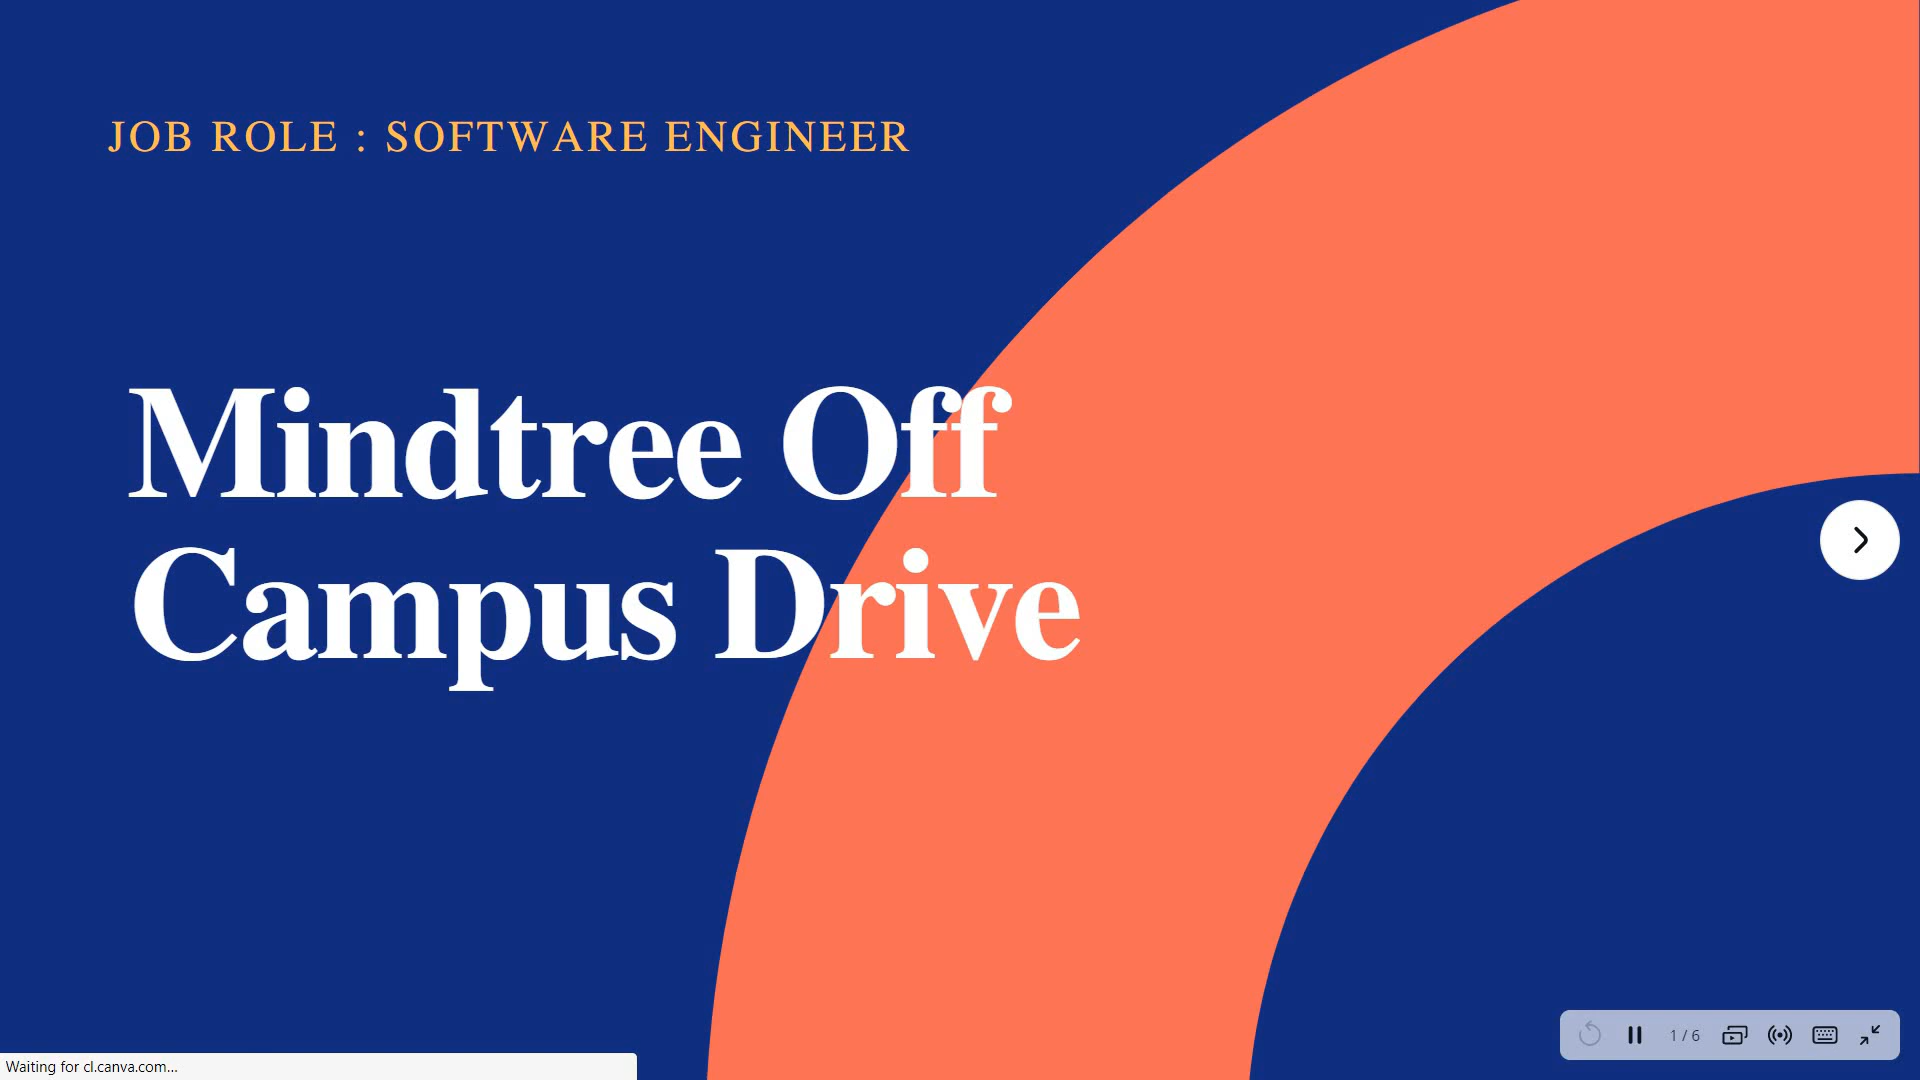 JOB ROLE : SOFTWARE ENGINEER
Mindtree Off
Campus Drive
1 / 6
Waiting for cl.canva.com...